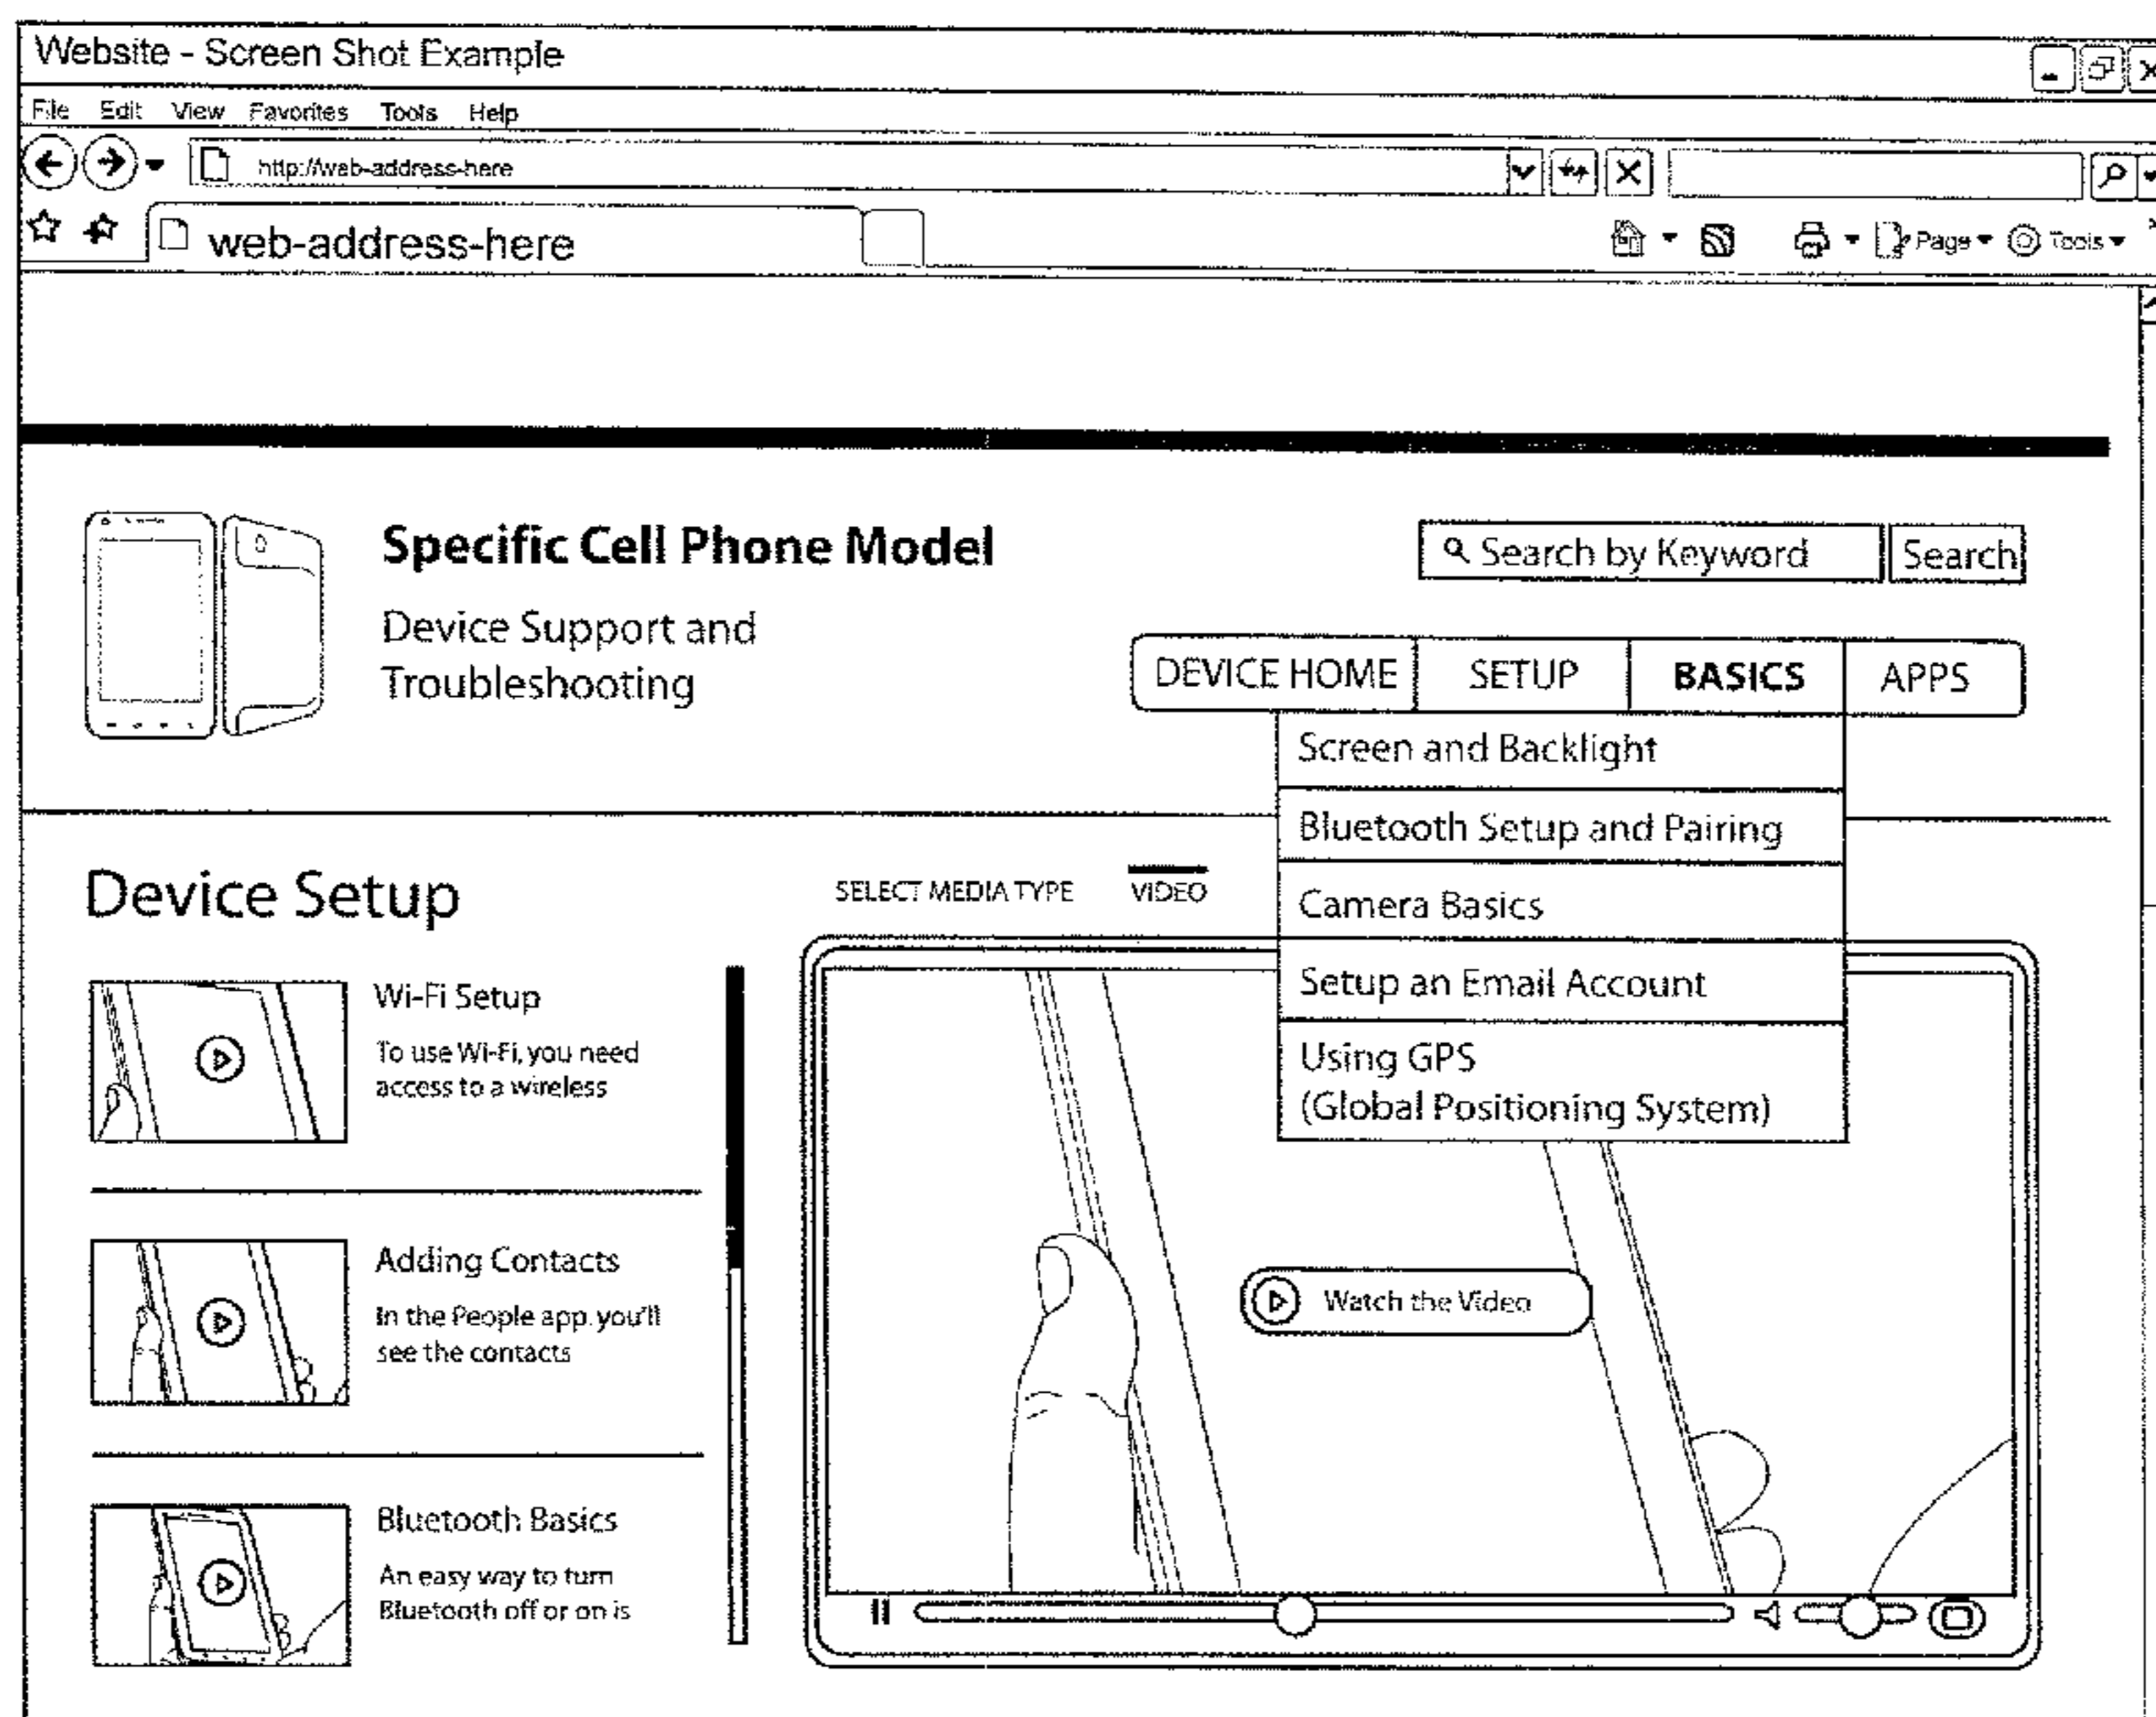 Website - Screen Shot Example
File Edit View Favorites Tools Help
http://web-address-here
web-address-here
Page Tools
Specific Cell Phone Model
Device Support and
Troubleshooting
Search by Keyword Search
DEVICE HOME SETUP BASICS APPS
Screen and Backlight
Bluetooth Setup and Pairing
Camera Basics
Setup an Email Account
Using GPS
(Global Positioning System)
Device Setup
SELECT MEDIA TYPE VIDEO
Wi-Fi Setup
To use Wi-Fi, you need
access to a wireless
Adding Contacts
In the People app. you'll
see the contacts
Bluetooth Basics
An easy way to turn
Bluetooth off or on is
Watch the Video